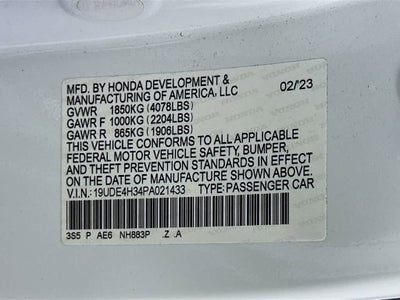 MFD. BY HONDA DEVELOPMENT &
MANUFACTURING OF AMERICA, LLC 02/'23
GVWR 1850KG (4078LBS)
GAWR F 1000KG (2204LBS)
GAWR R 865KG (1906LBS)
THIS VEHICLE CONFORMS TO ALL APPLICABLE
FEDERAL MOTOR VEHICLE SAFETY, BUMPER,
AND THEFT PREVENTION STANDARDS IN EFFECT
ON THE DATE OF MANUFACTURE SHOWN ABOVE.
V.I.N.:19UDE4H34PA021433 TYPE:PASSENGER CAR
3S5 P AE6 NH883P .Z .A